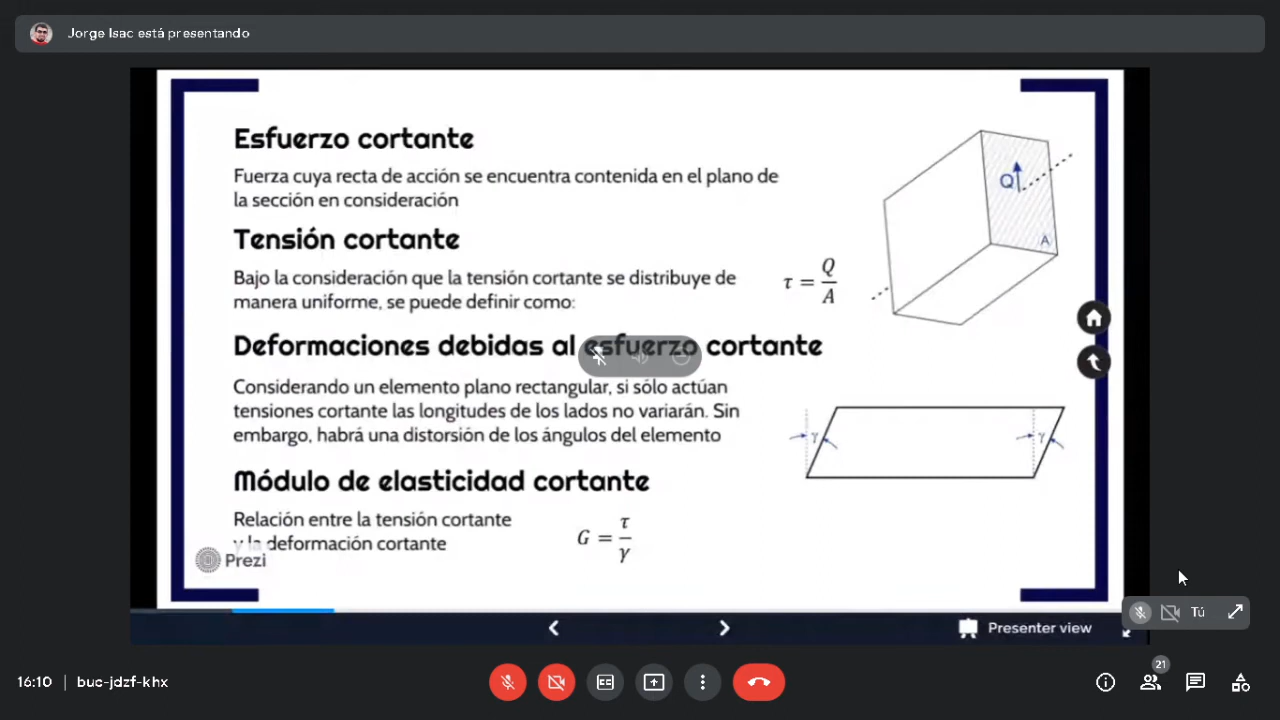 Jorge Isac está presentando
Esfuerzo cortante
Fuerza cuya recta de acción se encuentra contenida en el plano de
la sección en consideración
Q
A
Tensión cortante
Bajo la consideración que la tensión cortante se distribuye de
manera uniforme, se puede definir como:
τ = Q/A
Deformaciones debidas al esfuerzo cortante
Considerando un elemento plano rectangular, si sólo actúan
tensiones cortante las longitudes de los lados no variarán. Sin
embargo, habrá una distorsión de los ángulos del elemento
γ
γ
Módulo de elasticidad cortante
Relación entre la tensión cortante
y la deformación cortante
G = τ/γ
Prezi
Presenter view
Tú
16:10 | buc-jdzf-khx
21